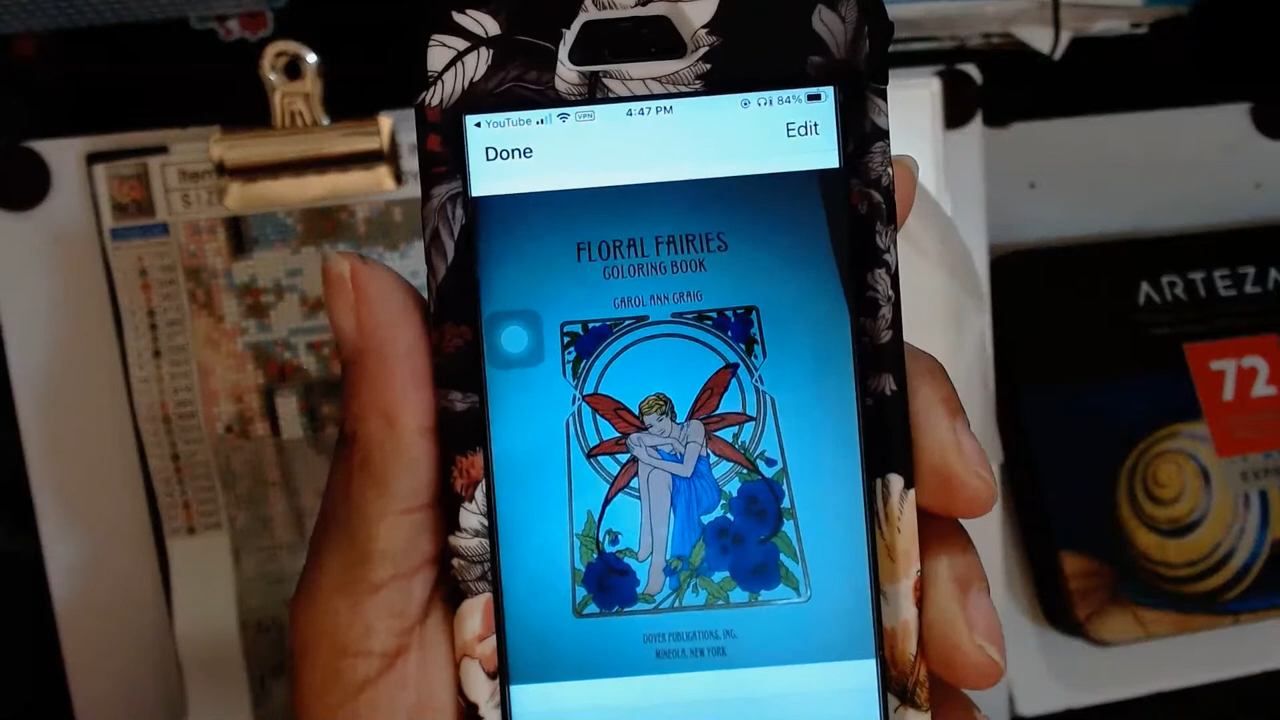 YouTube
VPN
4:47 PM
84%
Done
Edit
FLORAL FAIRIES
COLORING BOOK
CAROL ANN CRAIG
DOVER PUBLICATIONS, INC.
MINEOLA, NEW YORK
SIZ
ARTEZA
72